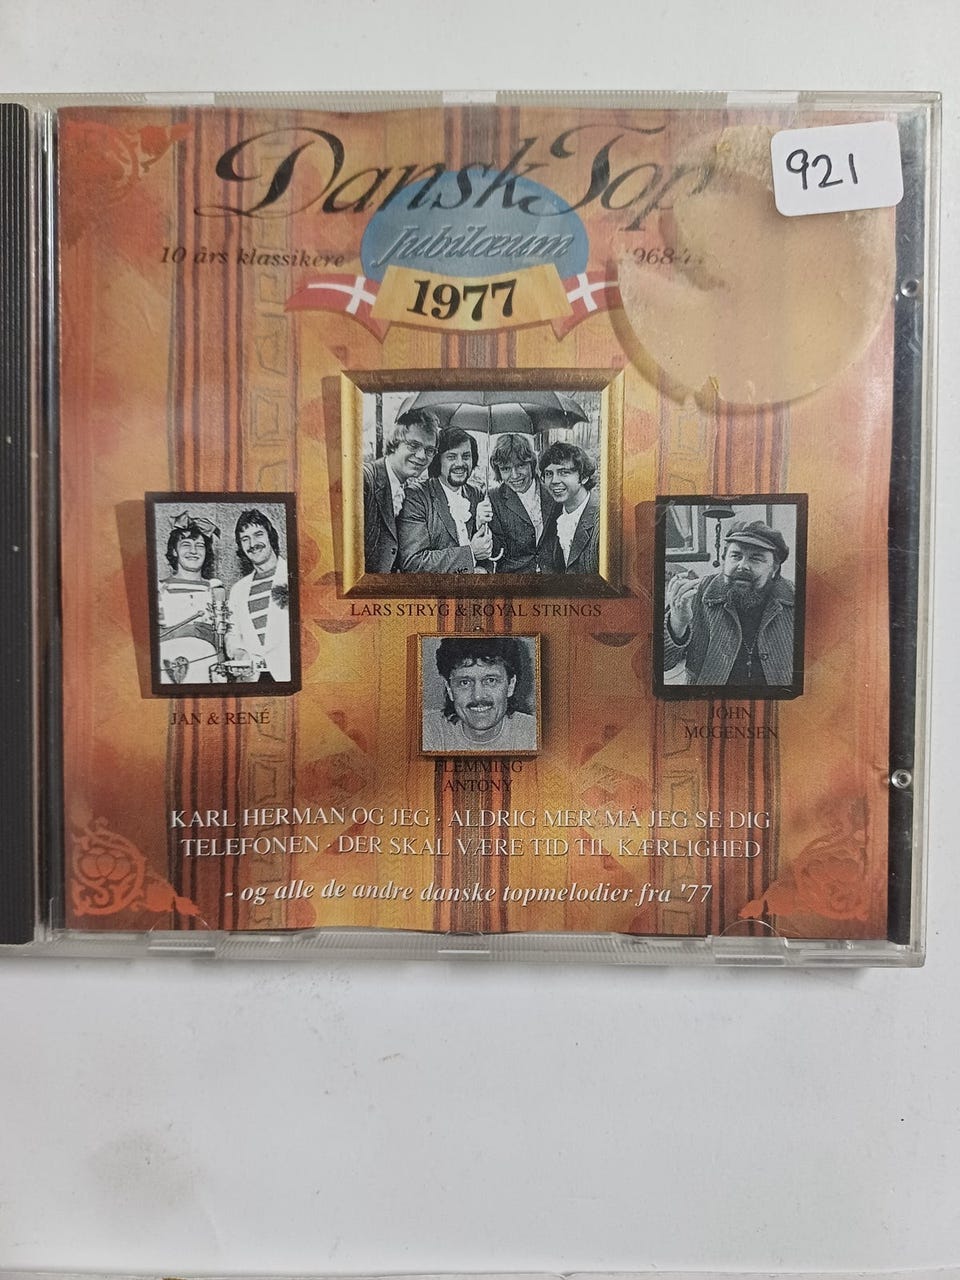 Dansk Top
921
Jubilæum
10 års klassikere
1977
LARS STRYG & ROYAL STRINGS
JAN & RENÉ
JOHN
MOGENSEN
FLEMMING
ANTONY
KARL HERMAN OG JEG · ALDRIG MER MÅ JEG SE DIG
TELEFONEN · DER SKAL VÆRE TID TIL KÆRLIGHED
- og alle de andre danske topmelodier fra '77